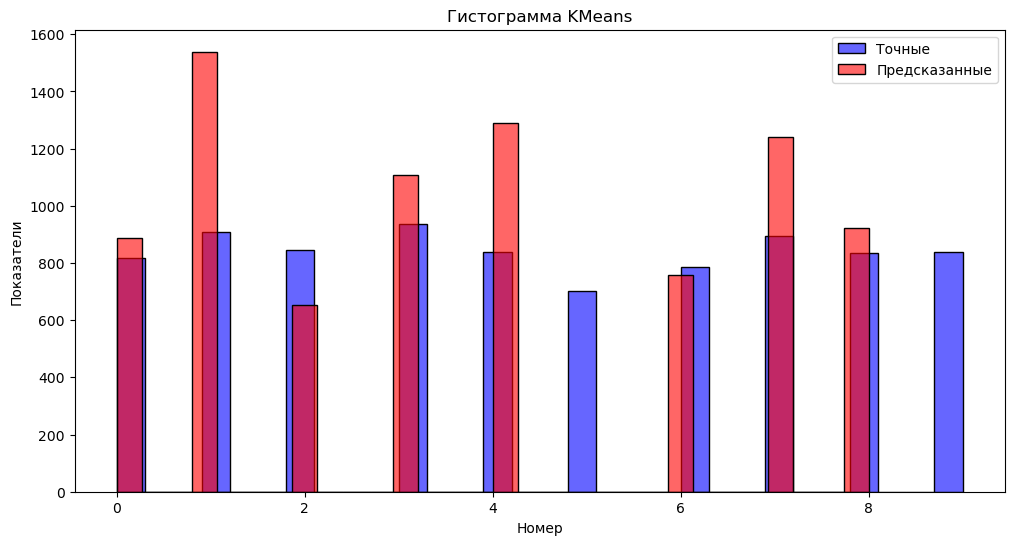 Гистограмма KMeans
Точные
Предсказанные
1600
1400
1200
1000
800
600
400
200
0
Показатели
0 2 4 6 8
Номер